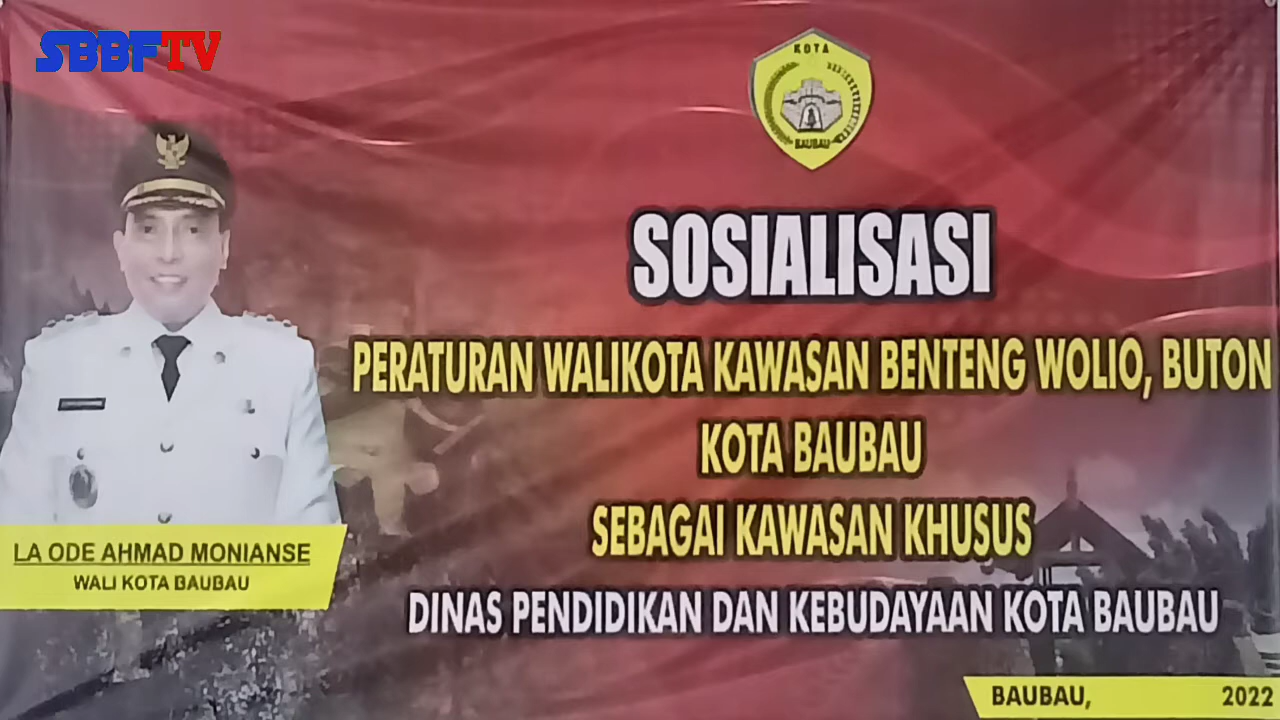 SBBFTV
KOTA
BAUBAU
SOSIALISASI
PERATURAN WALIKOTA KAWASAN BENTENG WOLIO, BUTON
KOTA BAUBAU
SEBAGAI KAWASAN KHUSUS
DINAS PENDIDIKAN DAN KEBUDAYAAN KOTA BAUBAU
LA ODE AHMAD MONIANSE
WALI KOTA BAUBAU
BAUBAU, 2022